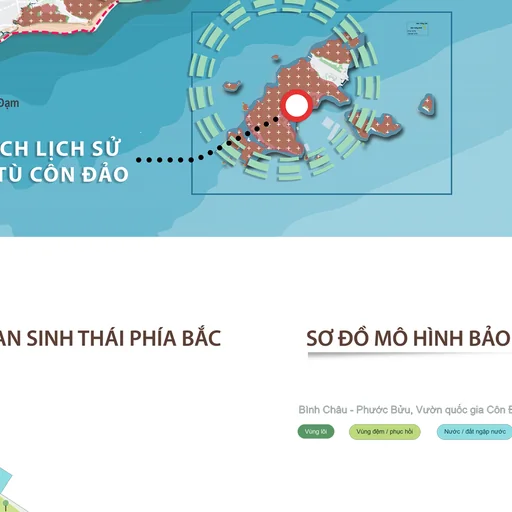 Đạm
CH LỊCH SỬ
TÙ CÔN ĐẢO
AN SINH THÁI PHÍA BẮC
SƠ ĐỒ MÔ HÌNH BẢO
Bình Châu - Phước Bửu, Vườn quốc gia Côn Đ
Vùng lõi
Vùng đệm / phục hồi
Nước / đất ngập nước